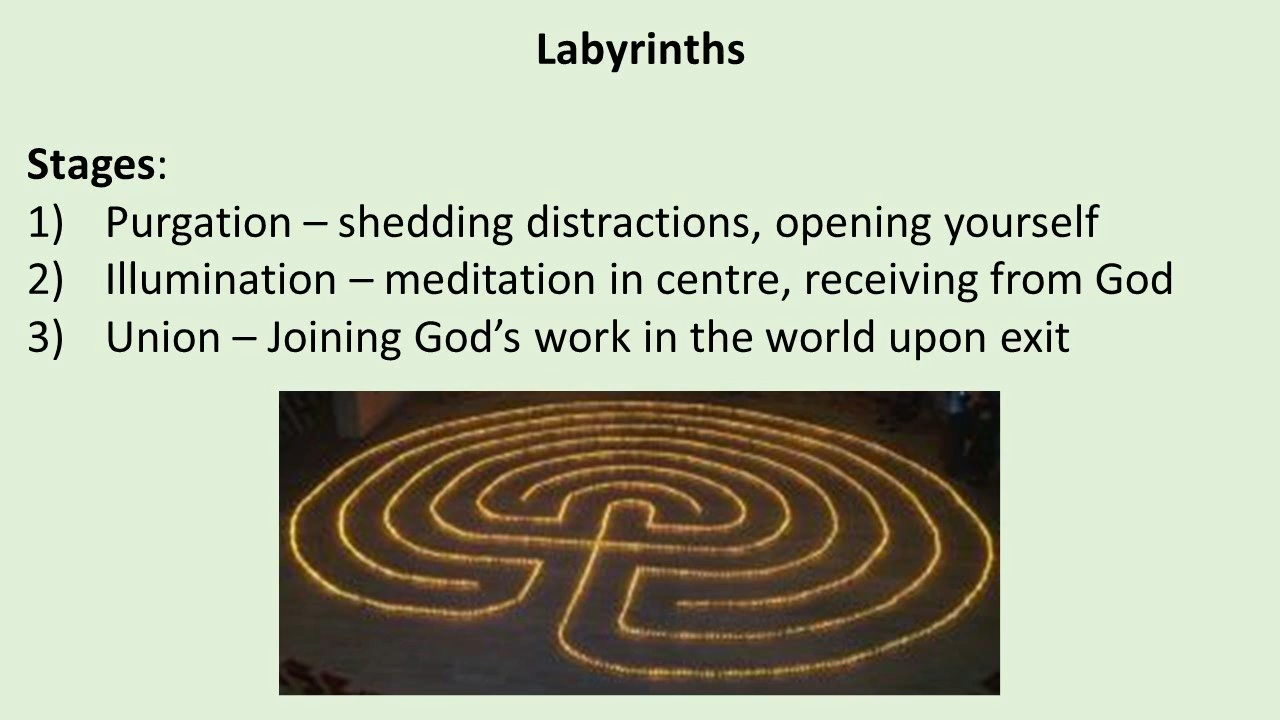 Labyrinths
Stages:
1) Purgation – shedding distractions, opening yourself
2) Illumination – meditation in centre, receiving from God
3) Union – Joining God’s work in the world upon exit